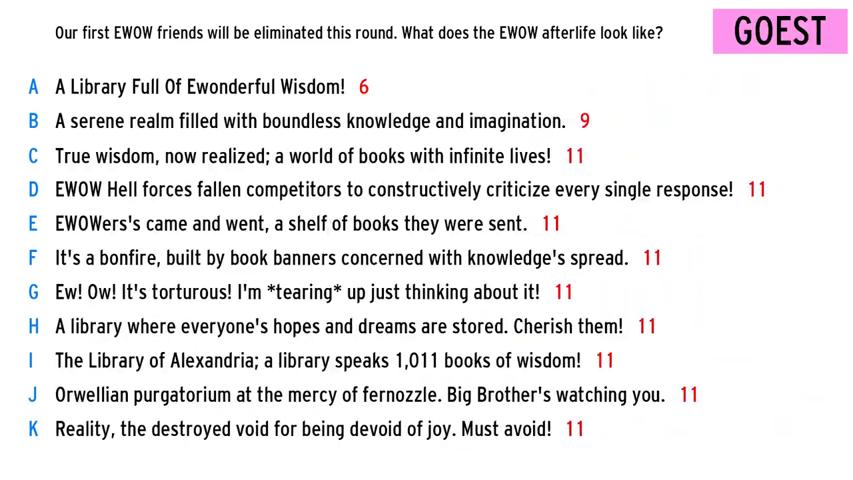 Our first EWOW friends will be eliminated this round. What does the EWOW afterlife look like?
GOEST
A A Library Full Of Ewonderful Wisdom! 6
B A serene realm filled with boundless knowledge and imagination. 9
C True wisdom, now realized; a world of books with infinite lives! 11
D EWOW Hell forces fallen competitors to constructively criticize every single response! 11
E EWOWers's came and went, a shelf of books they were sent. 11
F It's a bonfire, built by book banners concerned with knowledge's spread. 11
G Ew! Ow! It's torturous! I'm *tearing* up just thinking about it! 11
H A library where everyone's hopes and dreams are stored. Cherish them! 11
I The Library of Alexandria; a library speaks 1,011 books of wisdom! 11
J Orwellian purgatorium at the mercy of fernozzle. Big Brother's watching you. 11
K Reality, the destroyed void for being devoid of joy. Must avoid! 11